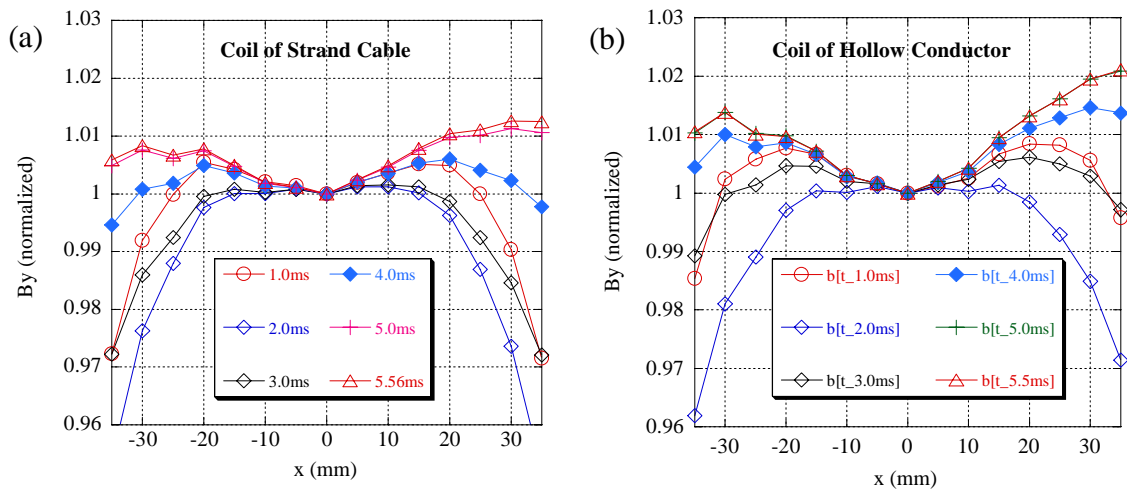 (a)
Coil of Strand Cable
By (normalized)
1.03
1.02
1.01
1
0.99
0.98
0.97
0.96
1.0ms 4.0ms
2.0ms 5.0ms
3.0ms 5.56ms
-30 -20 -10 0 10 20 30
x (mm)
(b)
Coil of Hollow Conductor
By (normalized)
1.03
1.02
1.01
1
0.99
0.98
0.97
0.96
b[t_1.0ms] b[t_4.0ms]
b[t_2.0ms] b[t_5.0ms]
b[t_3.0ms] b[t_5.5ms]
-30 -20 -10 0 10 20 30
x (mm)